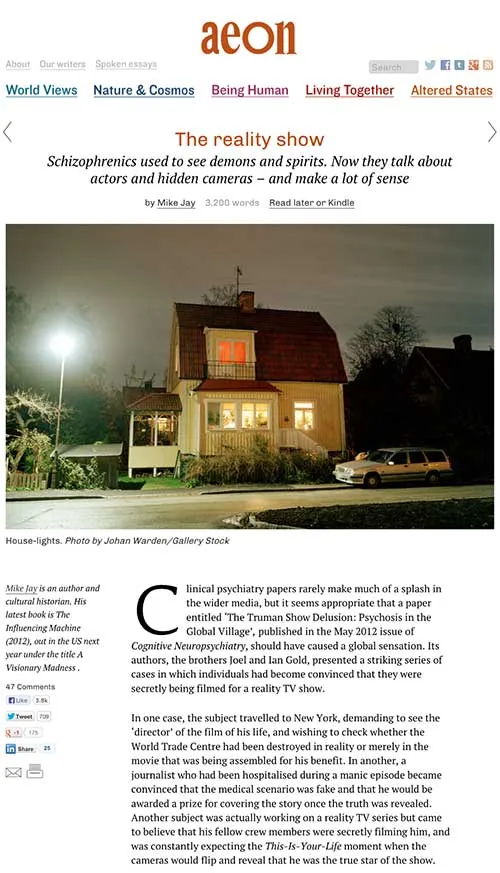 aeon
About Our writers Spoken essays
Search
World Views Nature & Cosmos Being Human Living Together Altered States
The reality show
Schizophrenics used to see demons and spirits. Now they talk about
actors and hidden cameras – and make a lot of sense
by Mike Jay 3,200 words Read later or Kindle
House-lights. Photo by Johan Warden/Gallery Stock
Mike Jay is an author and
cultural historian. His
latest book is The
Influencing Machine
(2012), out in the US next
year under the title A
Visionary Madness .
47 Comments
Like 3.8k
Tweet 709
+1 175
Share 25
Clinical psychiatry papers rarely make much of a splash in
the wider media, but it seems appropriate that a paper
entitled ‘The Truman Show Delusion: Psychosis in the
Global Village’, published in the May 2012 issue of
Cognitive Neuropsychiatry, should have caused a global sensation. Its
authors, the brothers Joel and Ian Gold, presented a striking series of
cases in which individuals had become convinced that they were
secretly being filmed for a reality TV show.
In one case, the subject travelled to New York, demanding to see the
‘director’ of the film of his life, and wishing to check whether the
World Trade Centre had been destroyed in reality or merely in the
movie that was being assembled for his benefit. In another, a
journalist who had been hospitalised during a manic episode became
convinced that the medical scenario was fake and that he would be
awarded a prize for covering the story once the truth was revealed.
Another subject was actually working on a reality TV series but came
to believe that his fellow crew members were secretly filming him, and
was constantly expecting the This-Is-Your-Life moment when the
cameras would flip and reveal that he was the true star of the show.